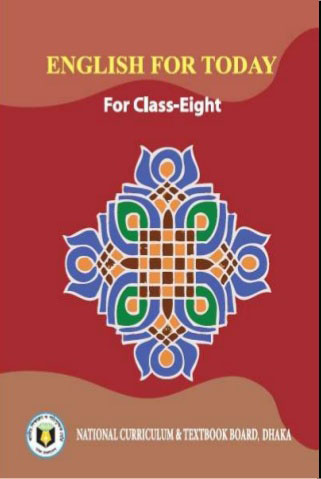 ENGLISH FOR TODAY
For Class-Eight
NATIONAL CURRICULUM & TEXTBOOK BOARD, DHAKA